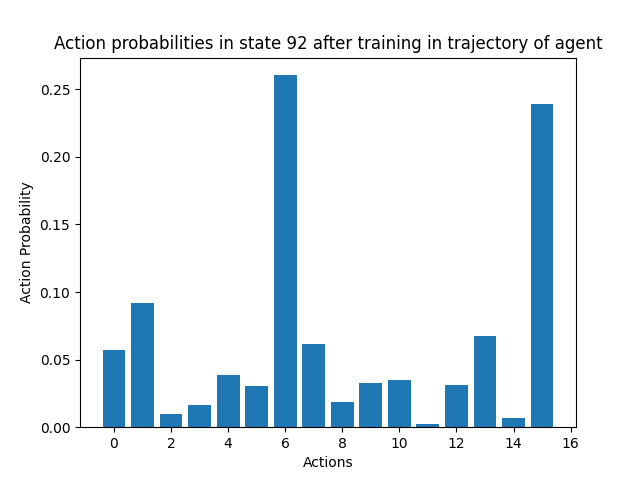 Action probabilities in state 92 after training in trajectory of agent
0.25
0.20
0.15
0.10
0.05
0.00
Action Probability
0 2 4 6 8 10 12 14 16
Actions